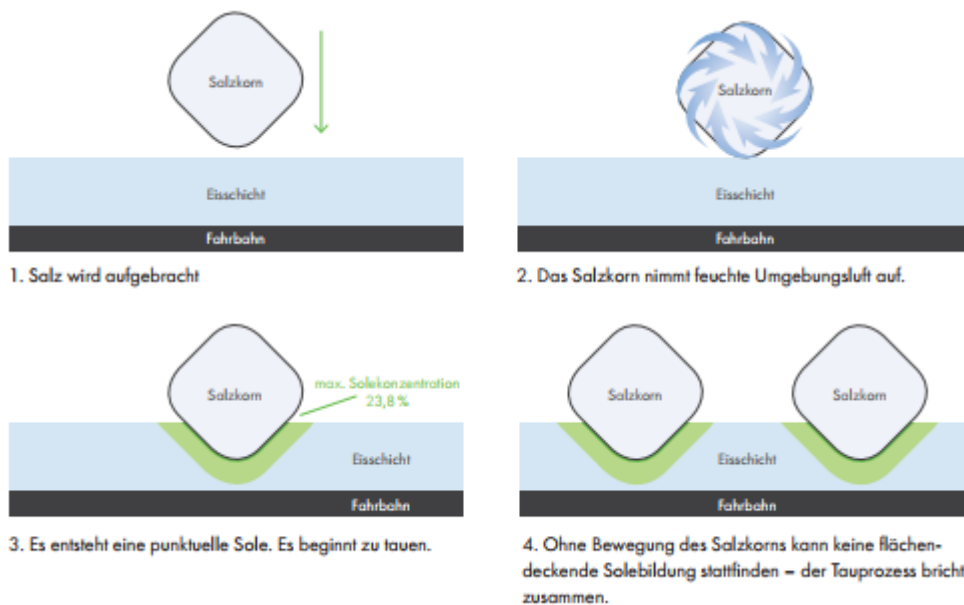 Salzkorn
Eisschicht
Fahrbahn
1. Salz wird aufgebracht
Salzkorn
Eisschicht
Fahrbahn
2. Das Salzkorn nimmt feuchte Umgebungsluft auf.
Salzkorn
max. Solekonzentration
23,8 %
Eisschicht
Fahrbahn
3. Es entsteht eine punktuelle Sole. Es beginnt zu tauen.
Salzkorn
Salzkorn
Eisschicht
Fahrbahn
4. Ohne Bewegung des Salzkorns kann keine flächen-
deckende Solebildung stattfinden – der Tauprozess bricht
zusammen.